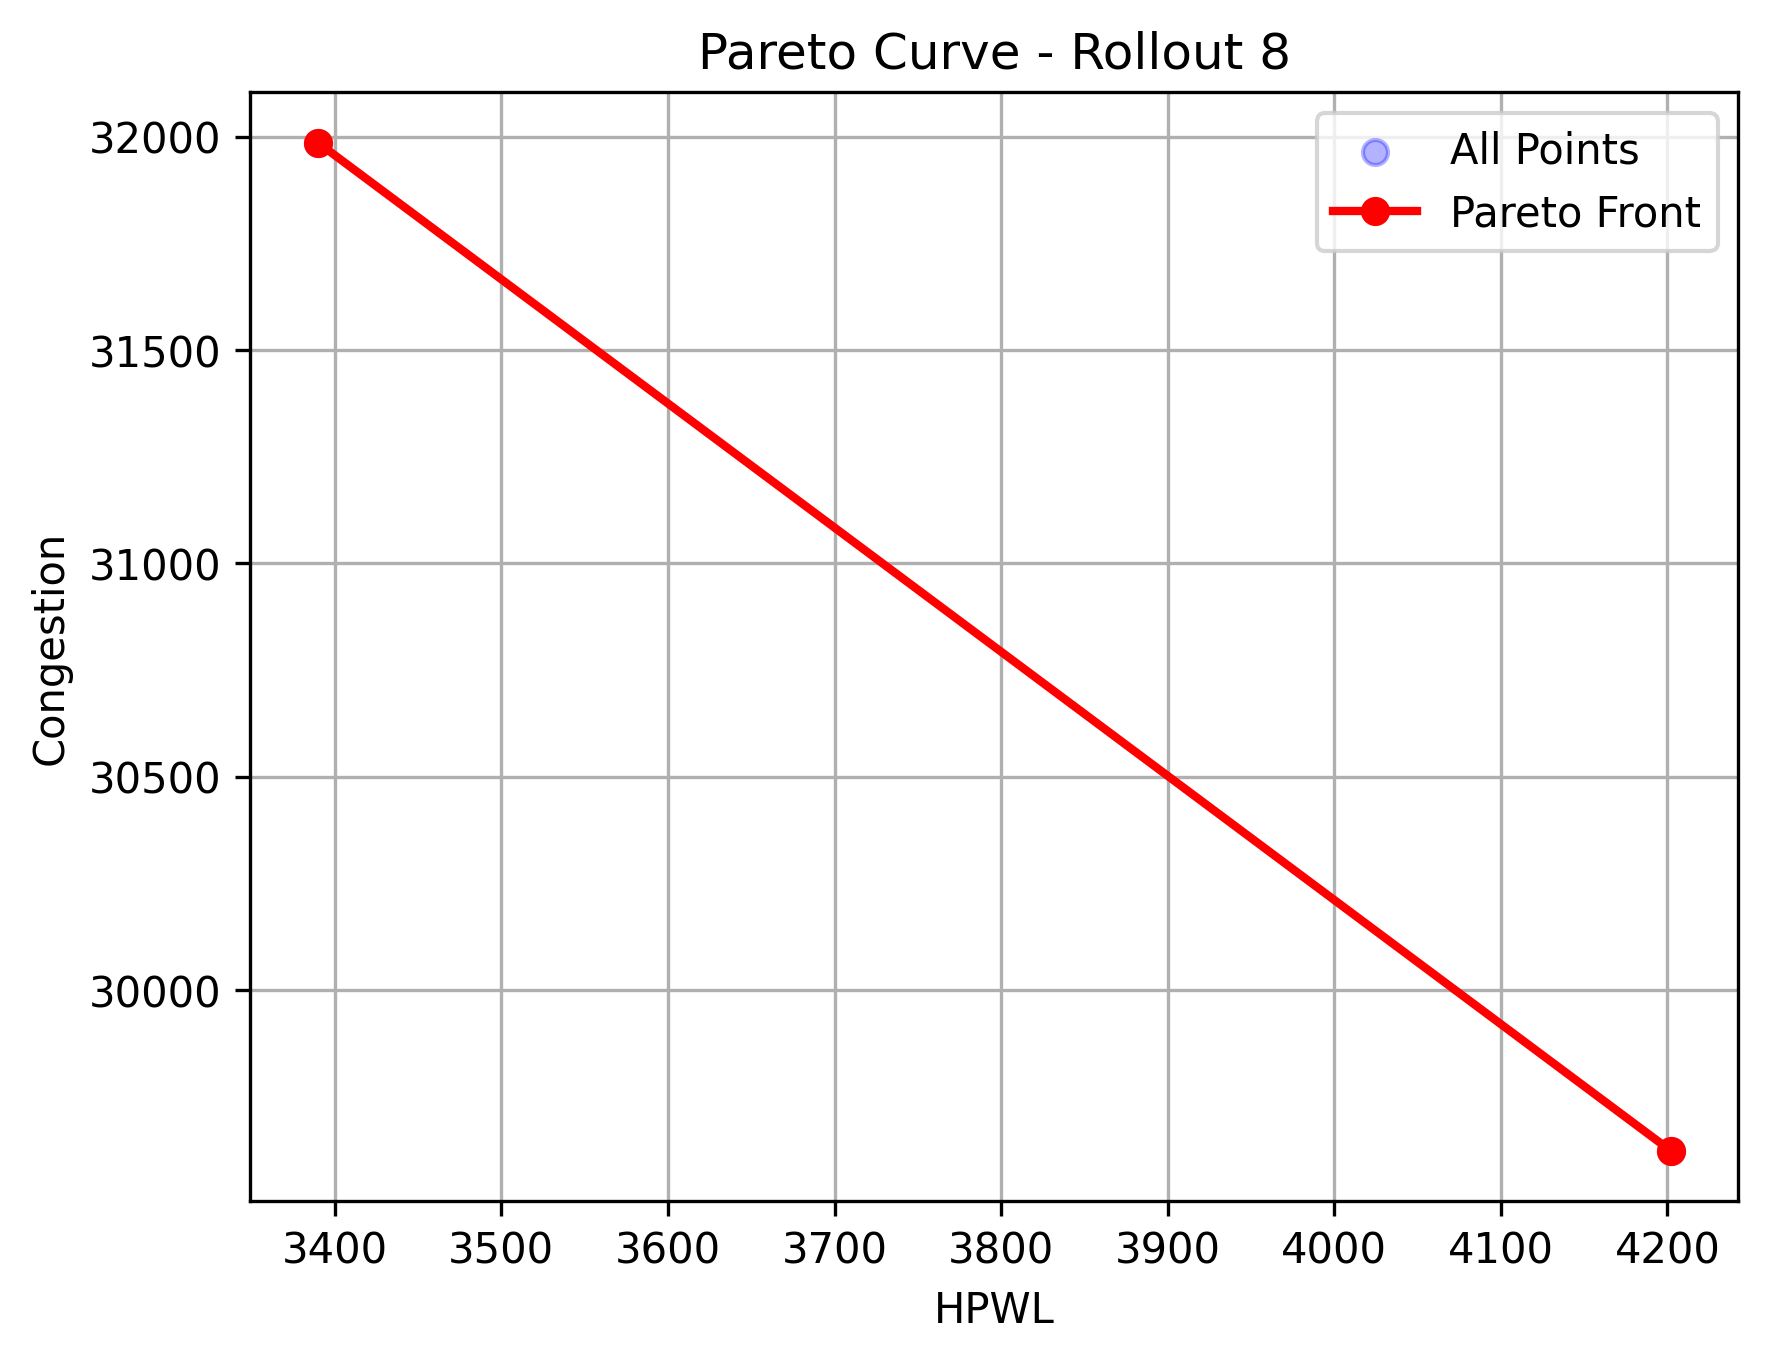 Pareto Curve - Rollout 8
All Points
Pareto Front
32000
31500
31000
30500
30000
Congestion
3400 3500 3600 3700 3800 3900 4000 4100 4200
HPWL